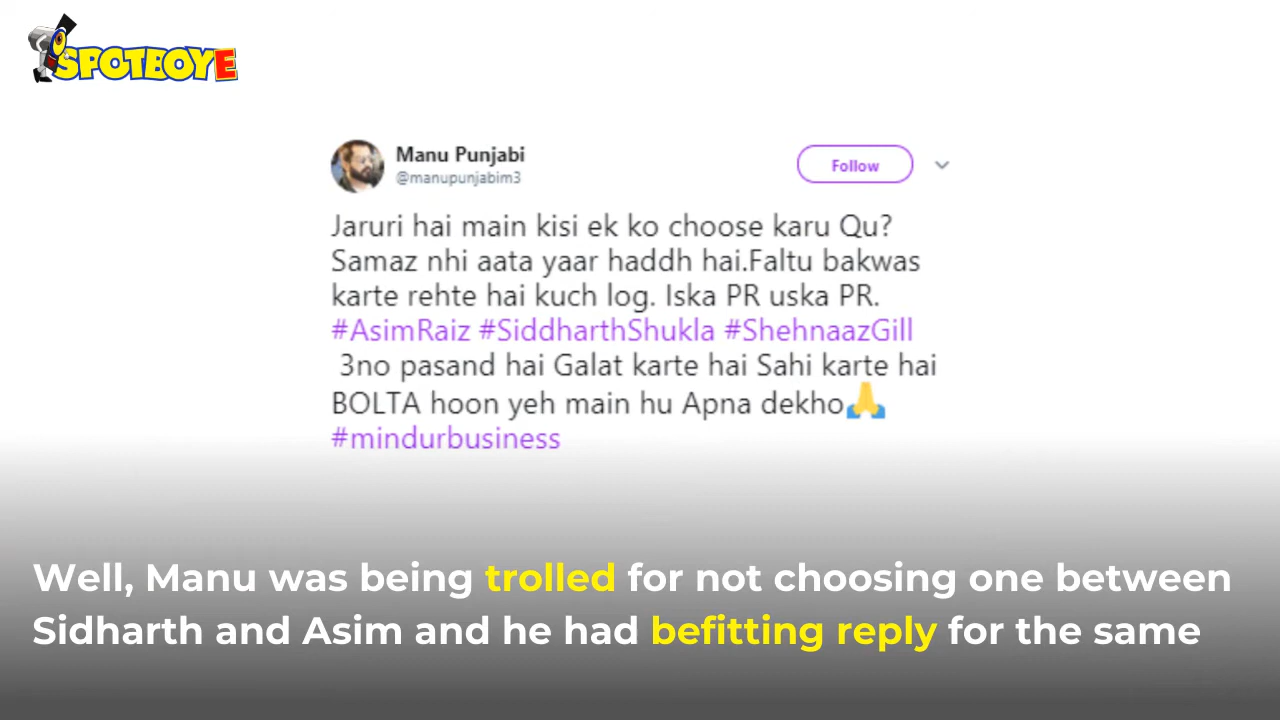 SPOTBOYE
Manu Punjabi
@manupunjabim3
Follow
Jaruri hai main kisi ek ko choose karu Qu?
Samaz nhi aata yaar haddh hai.Faltu bakwas
karte rehte hai kuch log. Iska PR uska PR.
#AsimRaiz #SiddharthShukla #ShehnaazGill
3no pasand hai Galat karte hai Sahi karte hai
BOLTA hoon yeh main hu Apna dekho🙏
#mindurbusiness
Well, Manu was being trolled for not choosing one between
Sidharth and Asim and he had befitting reply for the same